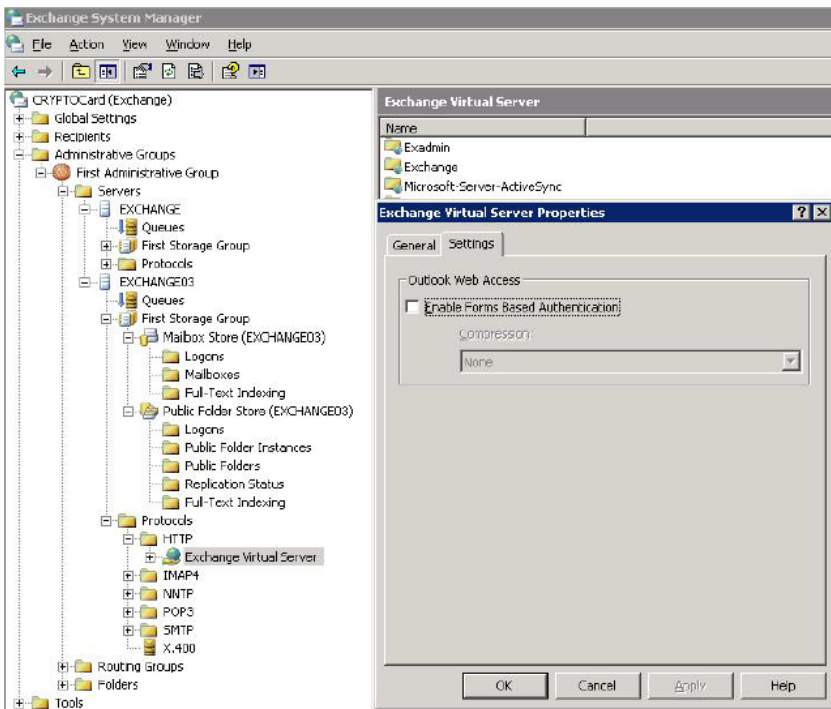 Exchange System Manager
File Action View Window Help
CRYPTOCard (Exchange)
Global Settings
Recipients
Administrative Groups
First Administrative Group
Servers
EXCHANGE
Queues
First Storage Group
Protocols
EXCHANGE03
Queues
First Storage Group
Mailbox Store (EXCHANGE03)
Logons
Mailboxes
Full-Text Indexing
Public Folder Store (EXCHANGE03)
Logons
Public Folder Instances
Public Folders
Replication Status
Full-Text Indexing
Protocols
HTTP
Exchange Virtual Server
IMAP4
NNTP
POP3
SMTP
X.400
Routing Groups
Folders
Tools
Exchange Virtual Server
Name
Exadmin
Exchange
Microsoft-Server-ActiveSync
Exchange Virtual Server Properties
General Settings
Outlook Web Access
Enable Forms Based Authentication
Compression:
None
OK Cancel Apply Help